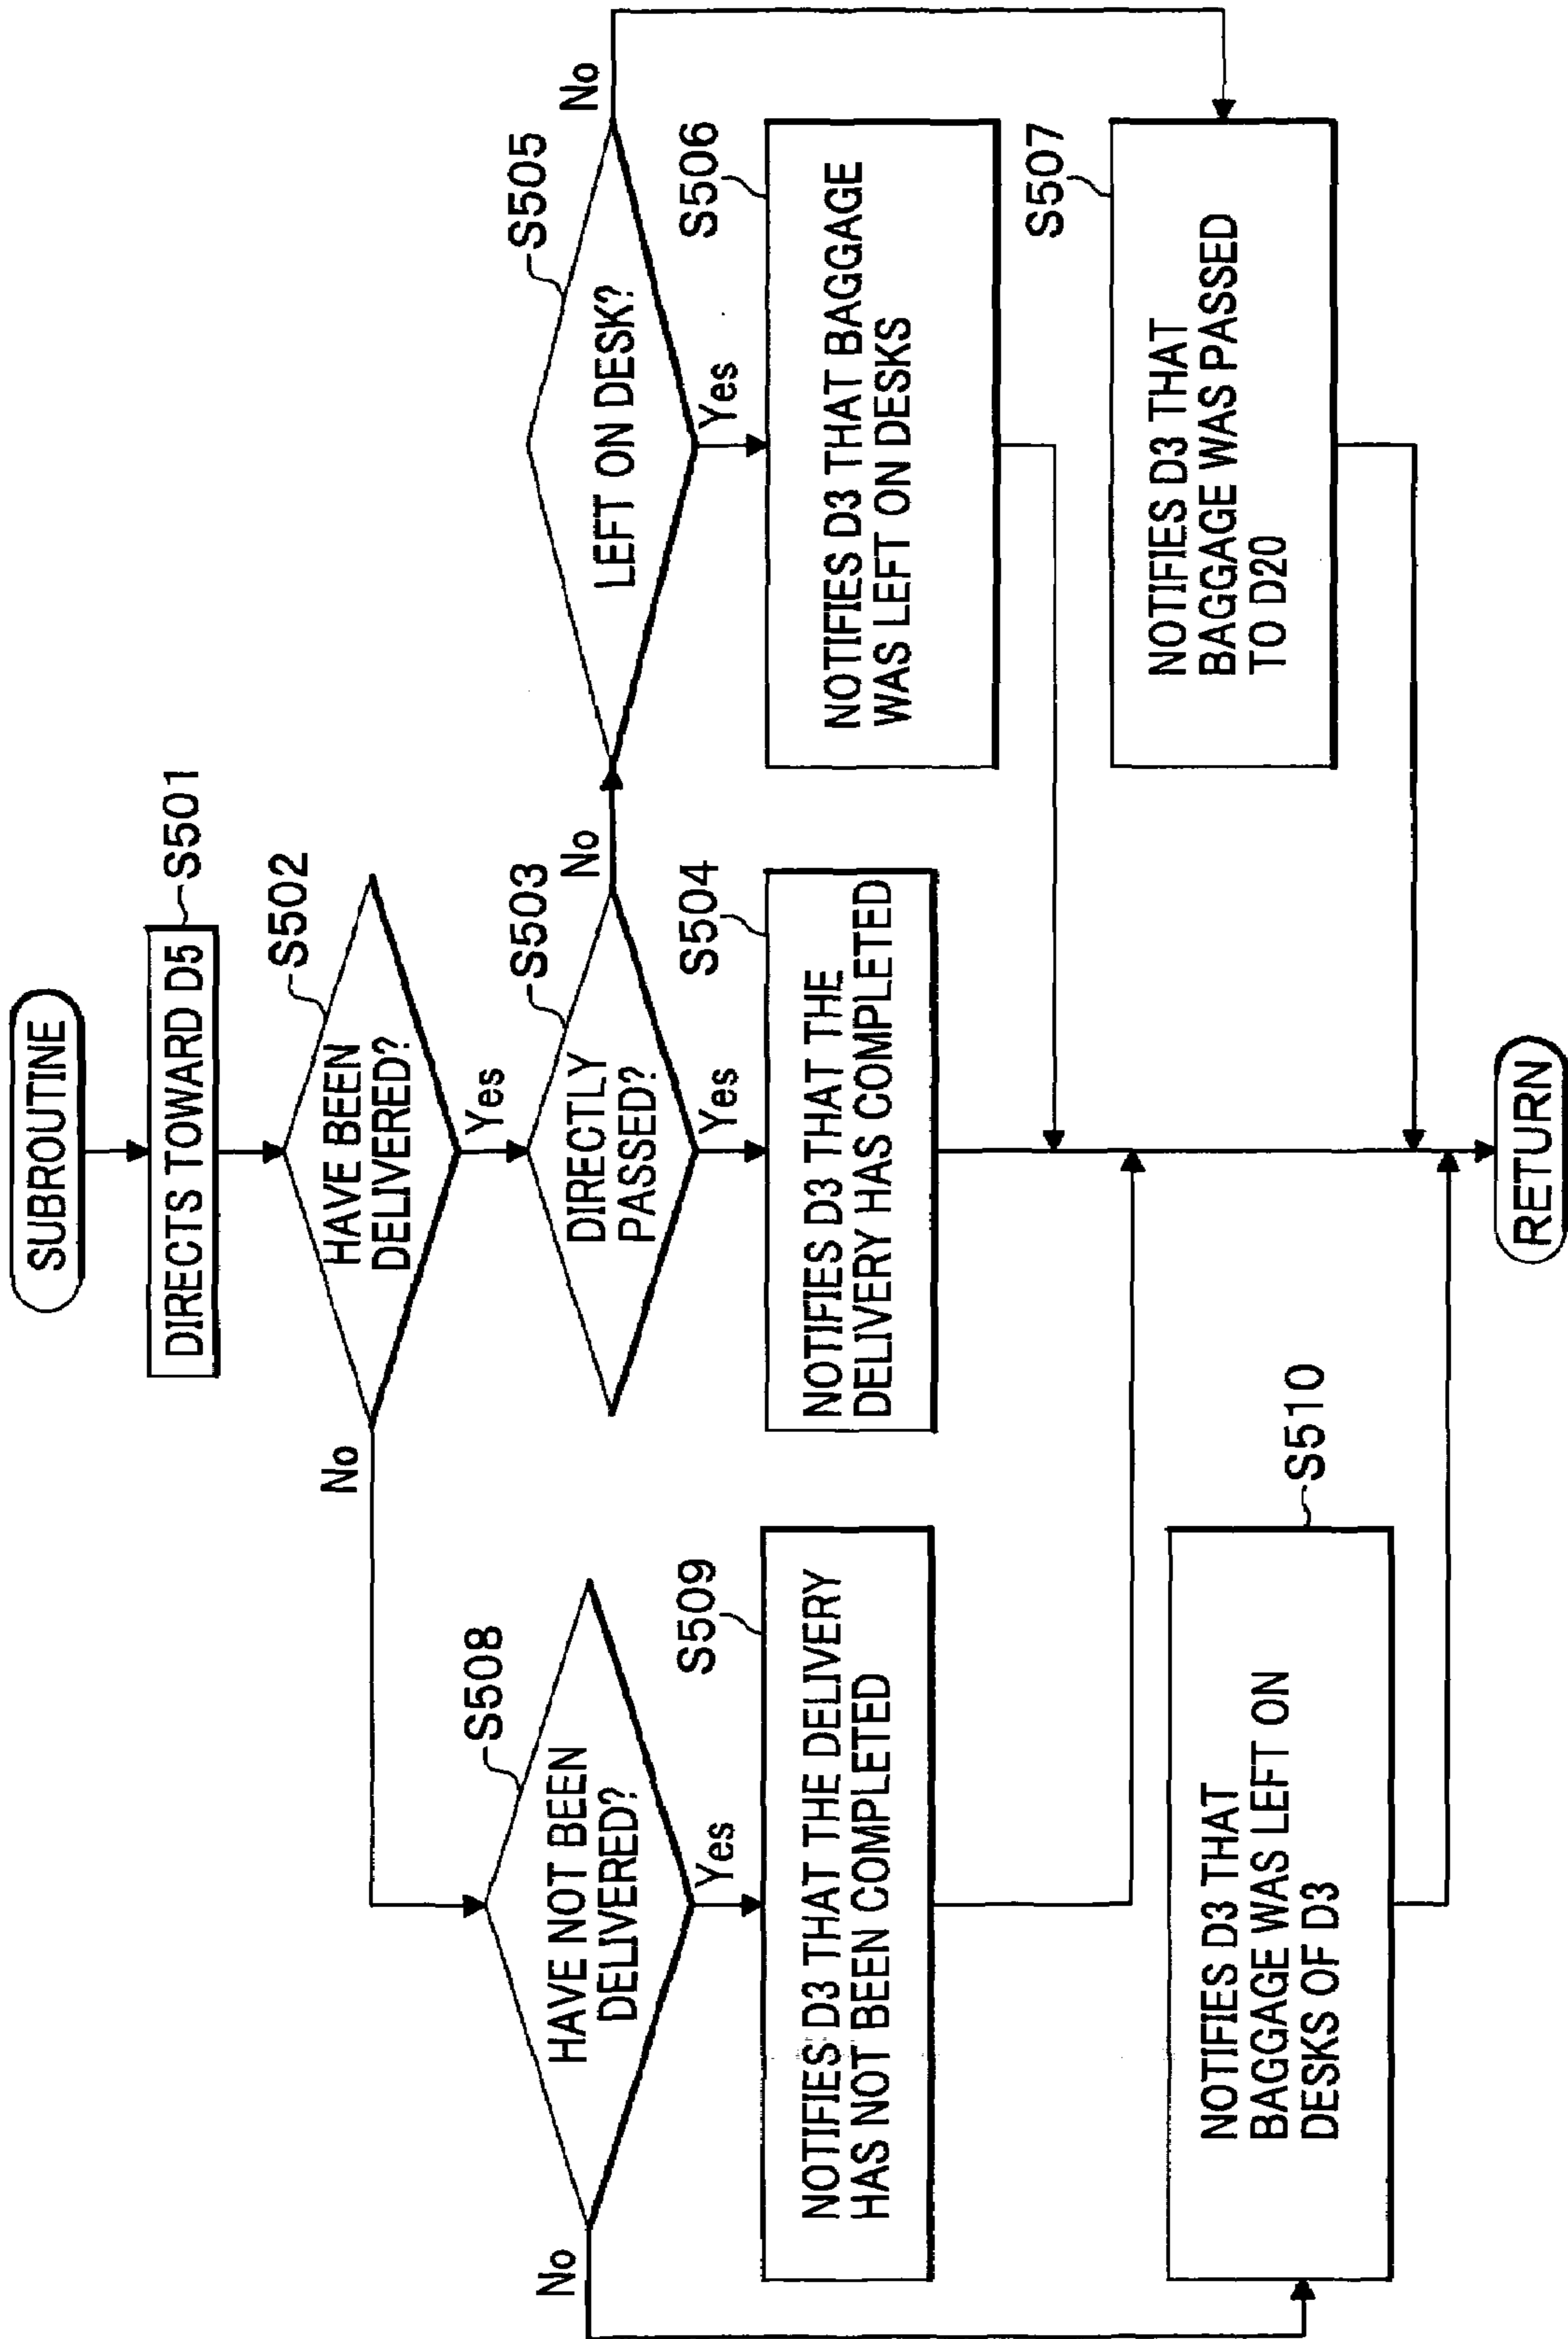 SUBROUTINE
DIRECTS TOWARD D5
S501
HAVE BEEN
DELIVERED?
S502
No
Yes
DIRECTLY
PASSED?
S503
No
Yes
NOTIFIES D3 THAT THE
DELIVERY HAS COMPLETED
S504
LEFT ON DESK?
S505
No
Yes
NOTIFIES D3 THAT BAGGAGE
WAS LEFT ON DESKS
S506
NOTIFIES D3 THAT
BAGGAGE WAS PASSED
TO D20
S507
HAVE NOT BEEN
DELIVERED?
S508
No
Yes
NOTIFIES D3 THAT THE DELIVERY
HAS NOT BEEN COMPLETED
S509
NOTIFIES D3 THAT
BAGGAGE WAS LEFT ON
DESKS OF D3
S510
RETURN